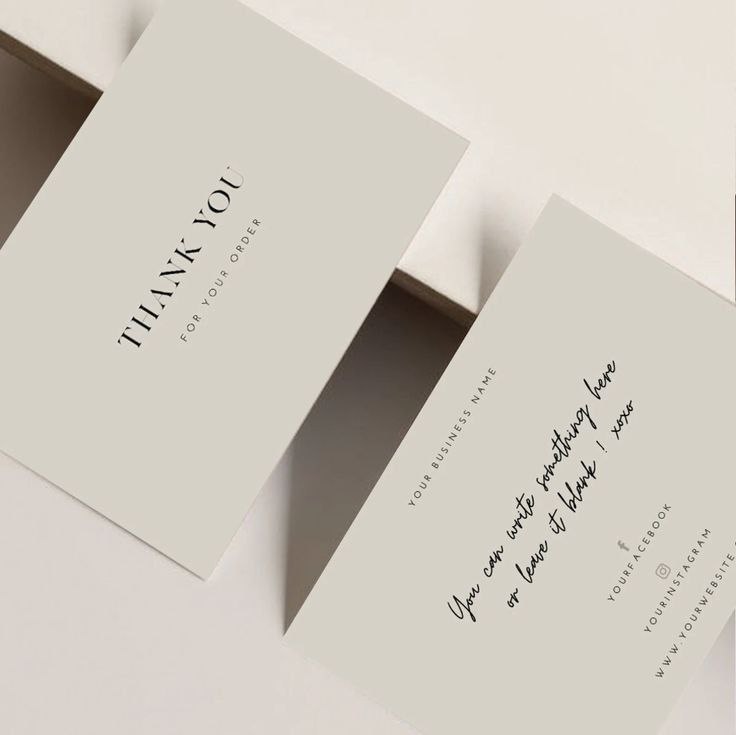 THANK YOU
FOR YOUR ORDER
YOUR BUSINESS NAME
You can write something here
or leave it blank ! xoxo
YOURFACEBOOK
YOURINSTAGRAM
WWW.YOURWEBSITE.